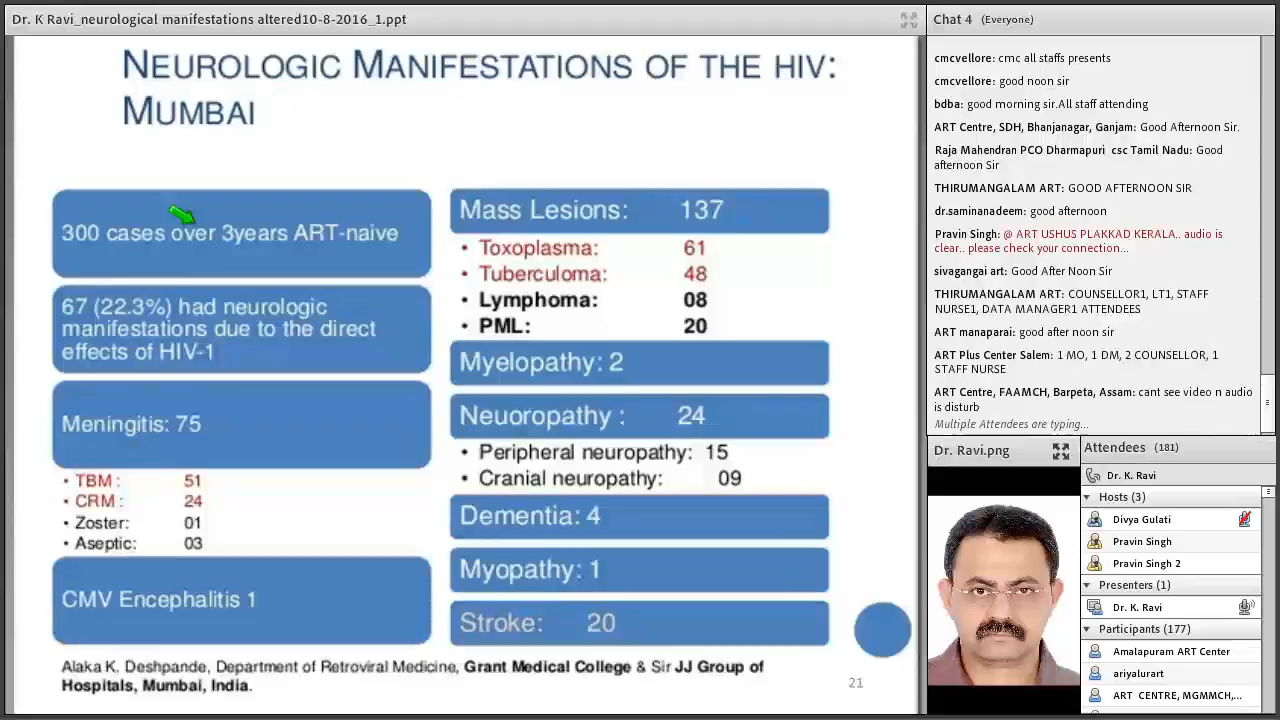 Dr. K Ravi_neurological manifestations altered10-8-2016_1.ppt
NEUROLOGIC MANIFESTATIONS OF THE HIV:
MUMBAI
300 cases over 3years ART-naive
67 (22.3%) had neurologic
manifestations due to the direct
effects of HIV-1
Meningitis: 75
• TBM : 51
• CRM : 24
• Zoster: 01
• Aseptic: 03
CMV Encephalitis 1
Mass Lesions: 137
• Toxoplasma: 61
• Tuberculoma: 48
• Lymphoma: 08
• PML: 20
Myelopathy: 2
Neuoropathy : 24
• Peripheral neuropathy: 15
• Cranial neuropathy: 09
Dementia: 4
Myopathy: 1
Stroke: 20
Alaka K. Deshpande, Department of Retroviral Medicine, Grant Medical College & Sir JJ Group of
Hospitals, Mumbai, India.
21
Chat 4 (Everyone)
cmcvellore: cmc all staffs presents
cmcvellore: good noon sir
bdba: good morning sir.All staff attending
ART Centre, SDH, Bhanjanagar, Ganjam: Good Afternoon Sir.
Raja Mahendran PCO Dharmapuri csc Tamil Nadu: Good
afternoon Sir
THIRUMANGALAM ART: GOOD AFTERNOON SIR
dr.saminanadeem: good afternoon
Pravin Singh: @ ART USHUS PLAKKAD KERALA.. audio is
clear.. please check your connection...
sivagangai art: Good After Noon Sir
THIRUMANGALAM ART: COUNSELLOR1, LT1, STAFF
NURSE1, DATA MANAGER1 ATTENDEES
ART manaparai: good after noon sir
ART Plus Center Salem: 1 MO, 1 DM, 2 COUNSELLOR, 1
STAFF NURSE
ART Centre, FAAMCH, Barpeta, Assam: cant see video n audio
is disturb
Multiple Attendees are typing...
Dr. Ravi.png
Attendees (181)
Dr. K. Ravi
Hosts (3)
Divya Gulati
Pravin Singh
Pravin Singh 2
Presenters (1)
Dr. K. Ravi
Participants (177)
Amalapuram ART Center
ariyalurart
ART CENTRE, MGMMCH,...